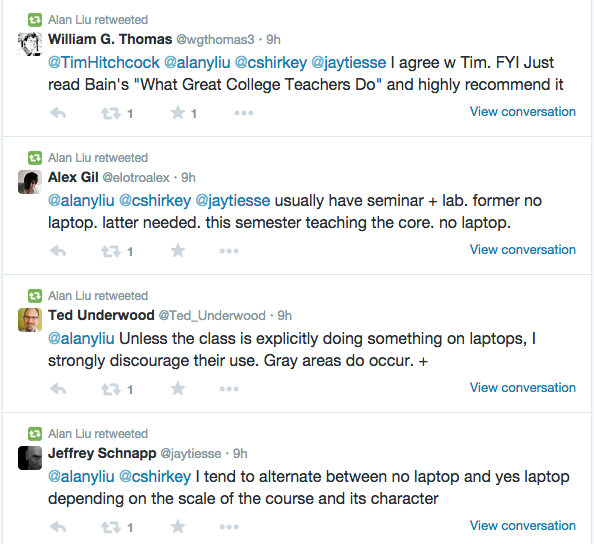 Alan Liu retweeted
William G. Thomas @wgthomas3 · 9h
@TimHitchcock @alanyliu @cshirkey @jaytiesse I agree w Tim. FYI Just
read Bain's "What Great College Teachers Do" and highly recommend it
1 1 View conversation
Alan Liu retweeted
Alex Gil @elotroalex · 9h
@alanyliu @cshirkey @jaytiesse usually have seminar + lab. former no
laptop. latter needed. this semester teaching the core. no laptop.
1 View conversation
Alan Liu retweeted
Ted Underwood @Ted_Underwood · 9h
@alanyliu Unless the class is explicitly doing something on laptops, I
strongly discourage their use. Gray areas do occur. +
1 View conversation
Alan Liu retweeted
Jeffrey Schnapp @jaytiesse · 9h
@alanyliu @cshirkey I tend to alternate between no laptop and yes laptop
depending on the scale of the course and its character
1 View conversation